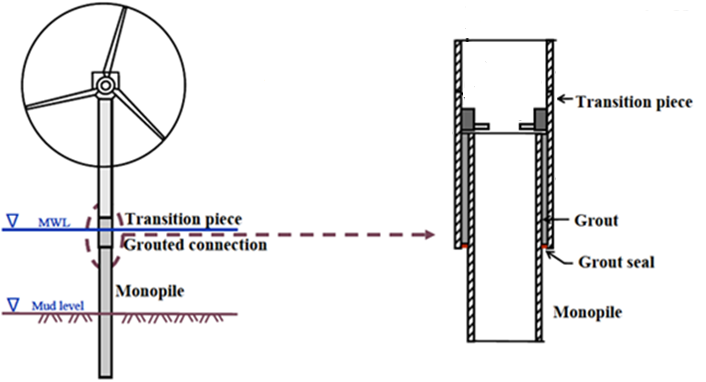 MWL
Transition piece
Grouted connection
Monopile
Mud level
Transition piece
Grout
Grout seal
Monopile